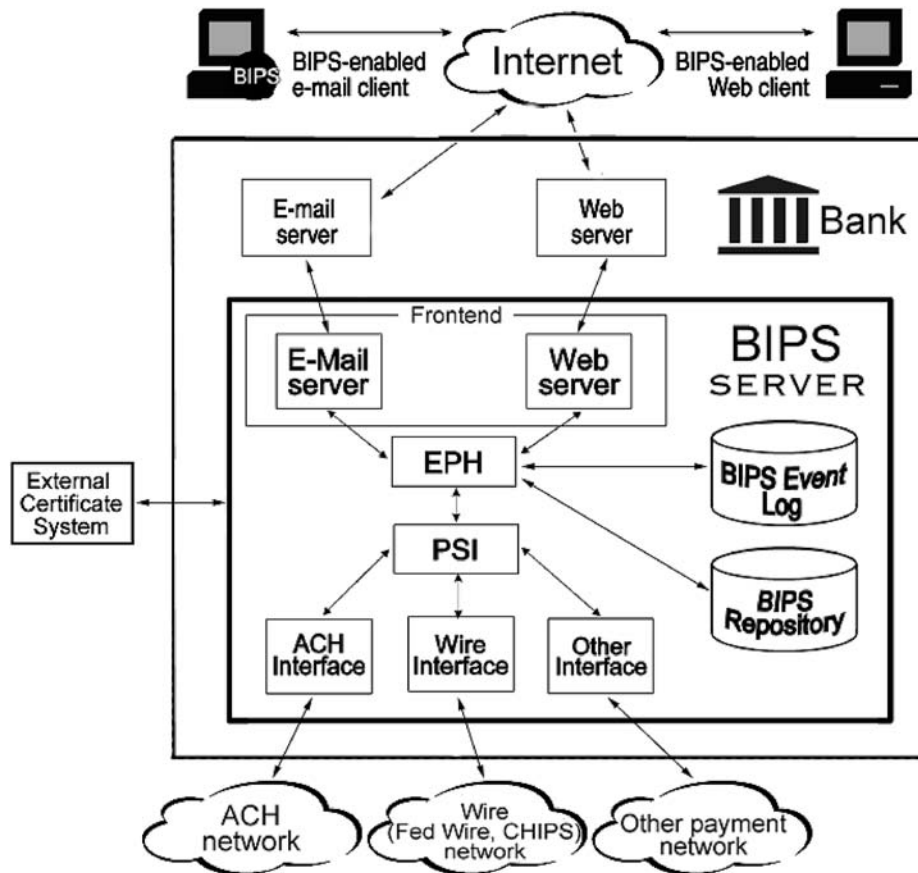 BIPS
BIPS-enabled
e-mail client
Internet
BIPS-enabled
Web client
E-mail
server
Web
server
Bank
Frontend
E-Mail
server
Web
server
BIPS
SERVER
EPH
BIPS Event
Log
External
Certificate
System
PSI
BIPS
Repository
ACH
Interface
Wire
Interface
Other
Interface
ACH
network
Wire
(Fed Wire, CHIPS)
network
Other payment
network